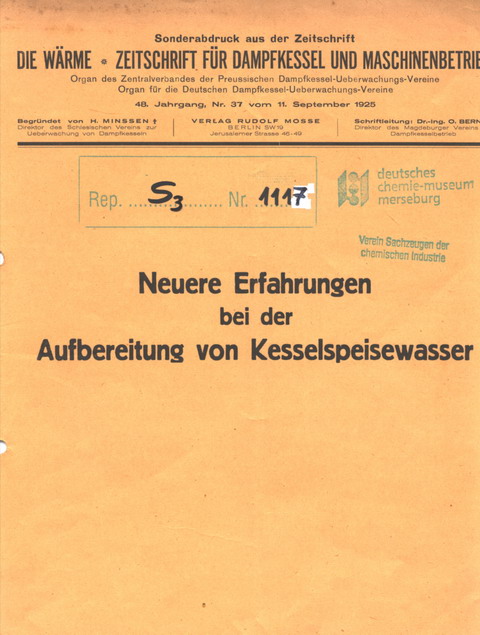 Sonderabdruck aus der Zeitschrift
DIE WÄRME • ZEITSCHRIFT FÜR DAMPFKESSEL UND MASCHINENBETRIE
Organ des Zentralverbandes der Preussischen Dampfkessel-Ueberwachungs-Vereine
Organ für die Deutschen Dampfkessel-Ueberwachungs-Vereine
48. Jahrgang, Nr. 37 vom 11. September 1925
Begründet von H. MINSSEN †
Direktor des Schlesischen Vereins zur
Ueberwachung von Dampfkesseln
VERLAG RUDOLF MOSSE
BERLIN SW19
Jerusalemer Strasse 46-49
Schriftleitung: Dr.-Ing. O. BERN
Direktor des Magdeburger Vereins
Dampfkesselbetrieb
Rep. S3 Nr. 1117
deutsches
chemie-museum
merseburg
Verein Sachzeugen der
chemischen Industrie
Neuere Erfahrungen
bei der
Aufbereitung von Kesselspeisewasser